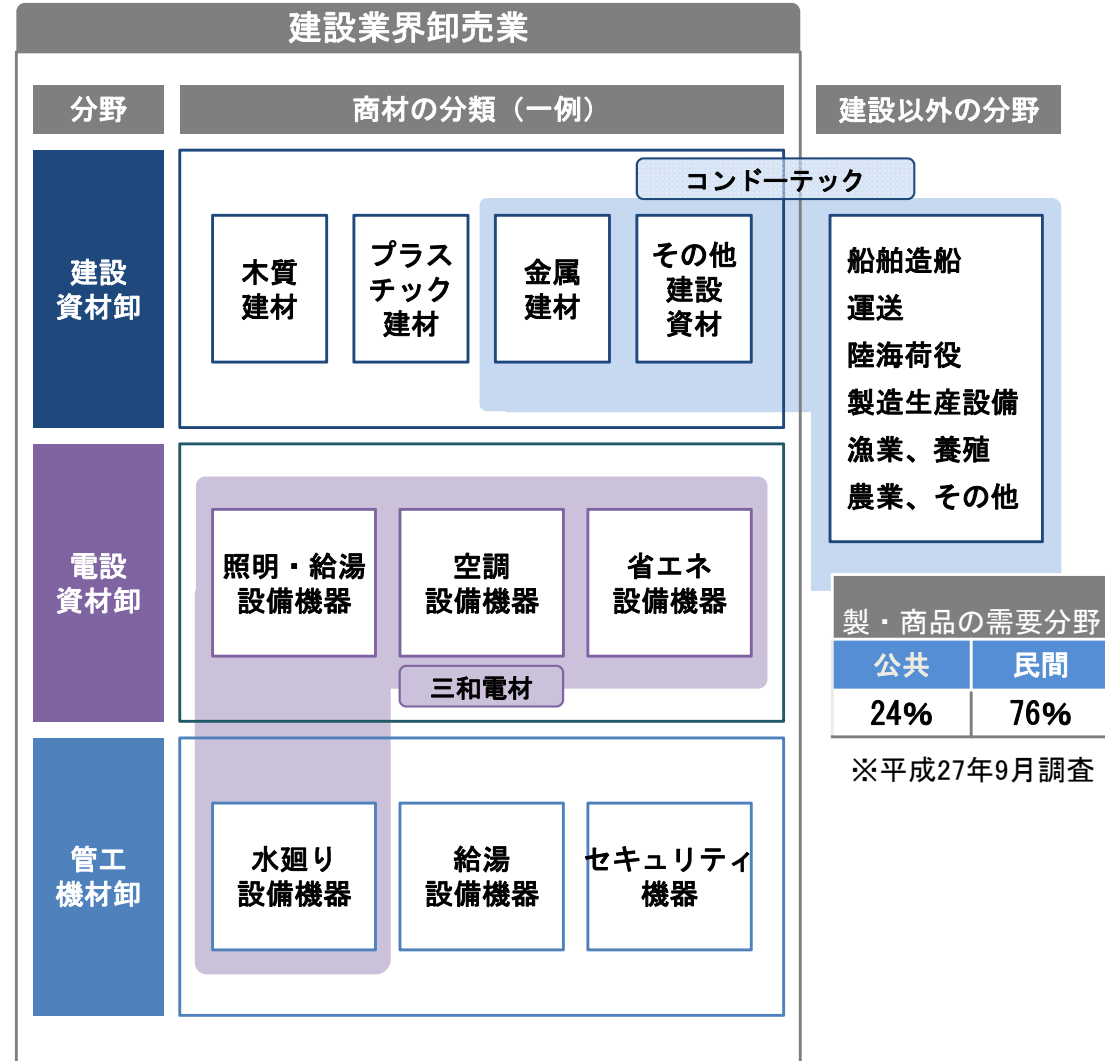 建設業界卸売業
分野
商材の分類（一例）
建設以外の分野
コンドーテック
建設
資材卸
木質
建材
プラス
チック
建材
金属
建材
その他
建設
資材
船舶造船
運送
陸海荷役
製造生産設備
漁業、養殖
農業、その他
電設
資材卸
照明・給湯
設備機器
空調
設備機器
省エネ
設備機器
三和電材
製・商品の需要分野
公共
民間
24%
76%
※平成27年9月調査
管工
機材卸
水廻り
設備機器
給湯
設備機器
セキュリティ
機器